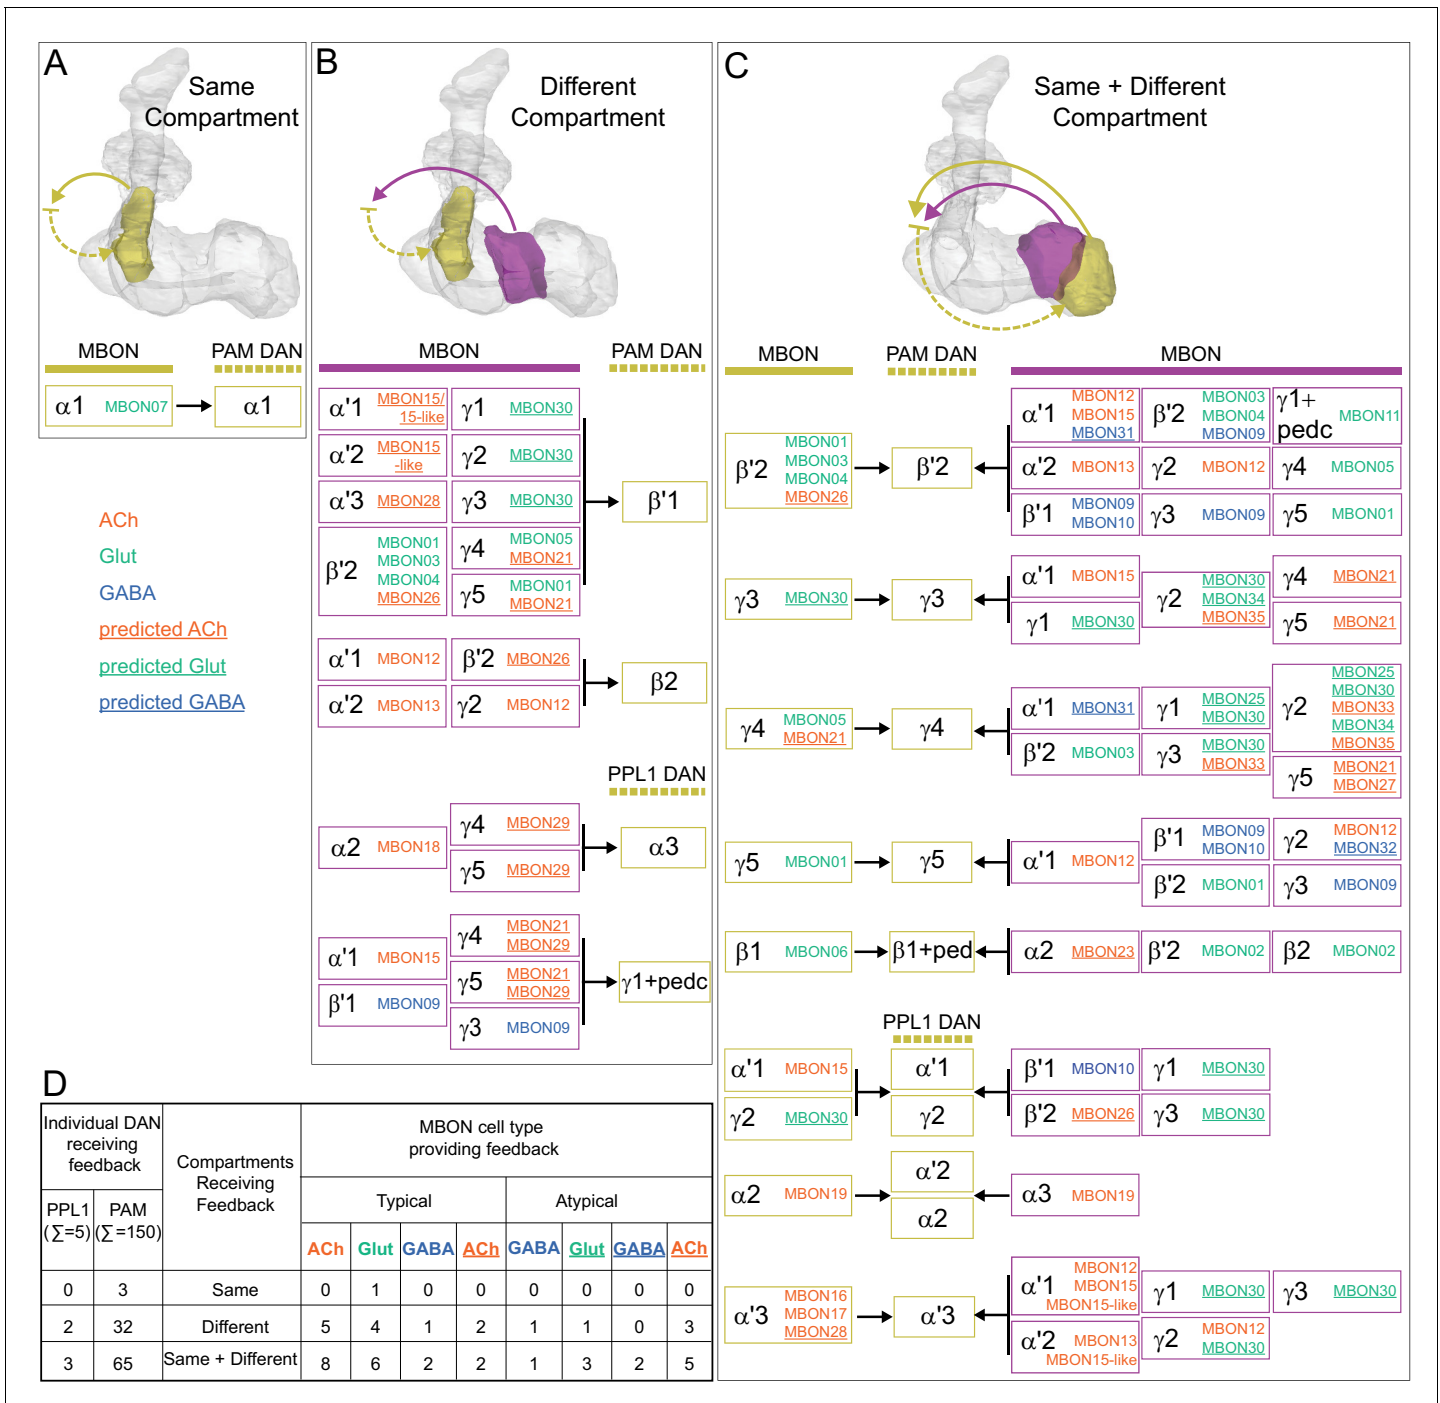 A
Same
Compartment
MBON
PAM DAN
α1 MBON07
α1
ACh
Glut
GABA
predicted ACh
predicted Glut
predicted GABA
B
Different
Compartment
MBON
PAM DAN
α'1 MBON15/
15-like
γ1 MBON30
α'2 MBON15
-like
γ2 MBON30
α'3 MBON28
γ3 MBON30
β'2 MBON01
MBON03
MBON04
MBON26
γ4 MBON05
MBON21
γ5 MBON01
MBON21
β'1
α'1 MBON12
β'2 MBON26
α'2 MBON13
γ2 MBON12
β2
PPL1 DAN
α2 MBON18
γ4 MBON29
γ5 MBON29
α3
α'1 MBON15
β'1 MBON09
γ4 MBON21
MBON29
γ5 MBON21
MBON29
γ3 MBON09
γ1+pedc
C
Same + Different
Compartment
MBON
PAM DAN
MBON
β'2 MBON01
MBON03
MBON04
MBON26
β'2
α'1 MBON12
MBON15
MBON31
β'2 MBON03
MBON04
MBON09
γ1+
pedc MBON11
α'2 MBON13
γ2 MBON12
γ4 MBON05
β'1 MBON09
MBON10
γ3 MBON09
γ5 MBON01
γ3 MBON30
γ3
α'1 MBON15
γ1 MBON30
γ2 MBON30
MBON34
MBON35
γ4 MBON21
γ5 MBON21
γ4 MBON05
MBON21
γ4
α'1 MBON31
β'2 MBON03
γ1 MBON25
MBON30
γ3 MBON30
MBON33
γ2 MBON25
MBON30
MBON33
MBON34
MBON35
γ5 MBON21
MBON27
γ5 MBON01
γ5
α'1 MBON12
β'1 MBON09
MBON10
γ2 MBON12
MBON32
β'2 MBON01
γ3 MBON09
β1 MBON06
β1+ped
α2 MBON23
β'2 MBON02
β2 MBON02
PPL1 DAN
α'1 MBON15
γ2 MBON30
α'1
γ2
β'1 MBON10
γ1 MBON30
β'2 MBON26
γ3 MBON30
α2 MBON19
α'2
α2
α3 MBON19
α'3 MBON16
MBON17
MBON28
α'3
α'1 MBON12
MBON15
MBON15-like
γ1 MBON30
γ3 MBON30
α'2 MBON13
MBON15-like
γ2 MBON12
MBON30
D
Individual DAN
receiving
feedback
Compartments
Receiving
Feedback
MBON cell type
providing feedback
PPL1
(∑=5)
PAM
(∑=150)
Typical
Atypical
ACh Glut GABA ACh GABA Glut GABA ACh
0 3 Same 0 1 0 0 0 0 0 0
2 32 Different 5 4 1 2 1 1 0 3
3 65 Same + Different 8 6 2 2 1 3 2 5